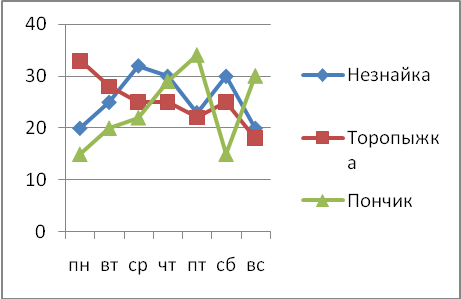 40
30
20
10
0
пн вт ср чт пт сб вс
Незнайка
Торопыжк
а
Пончик